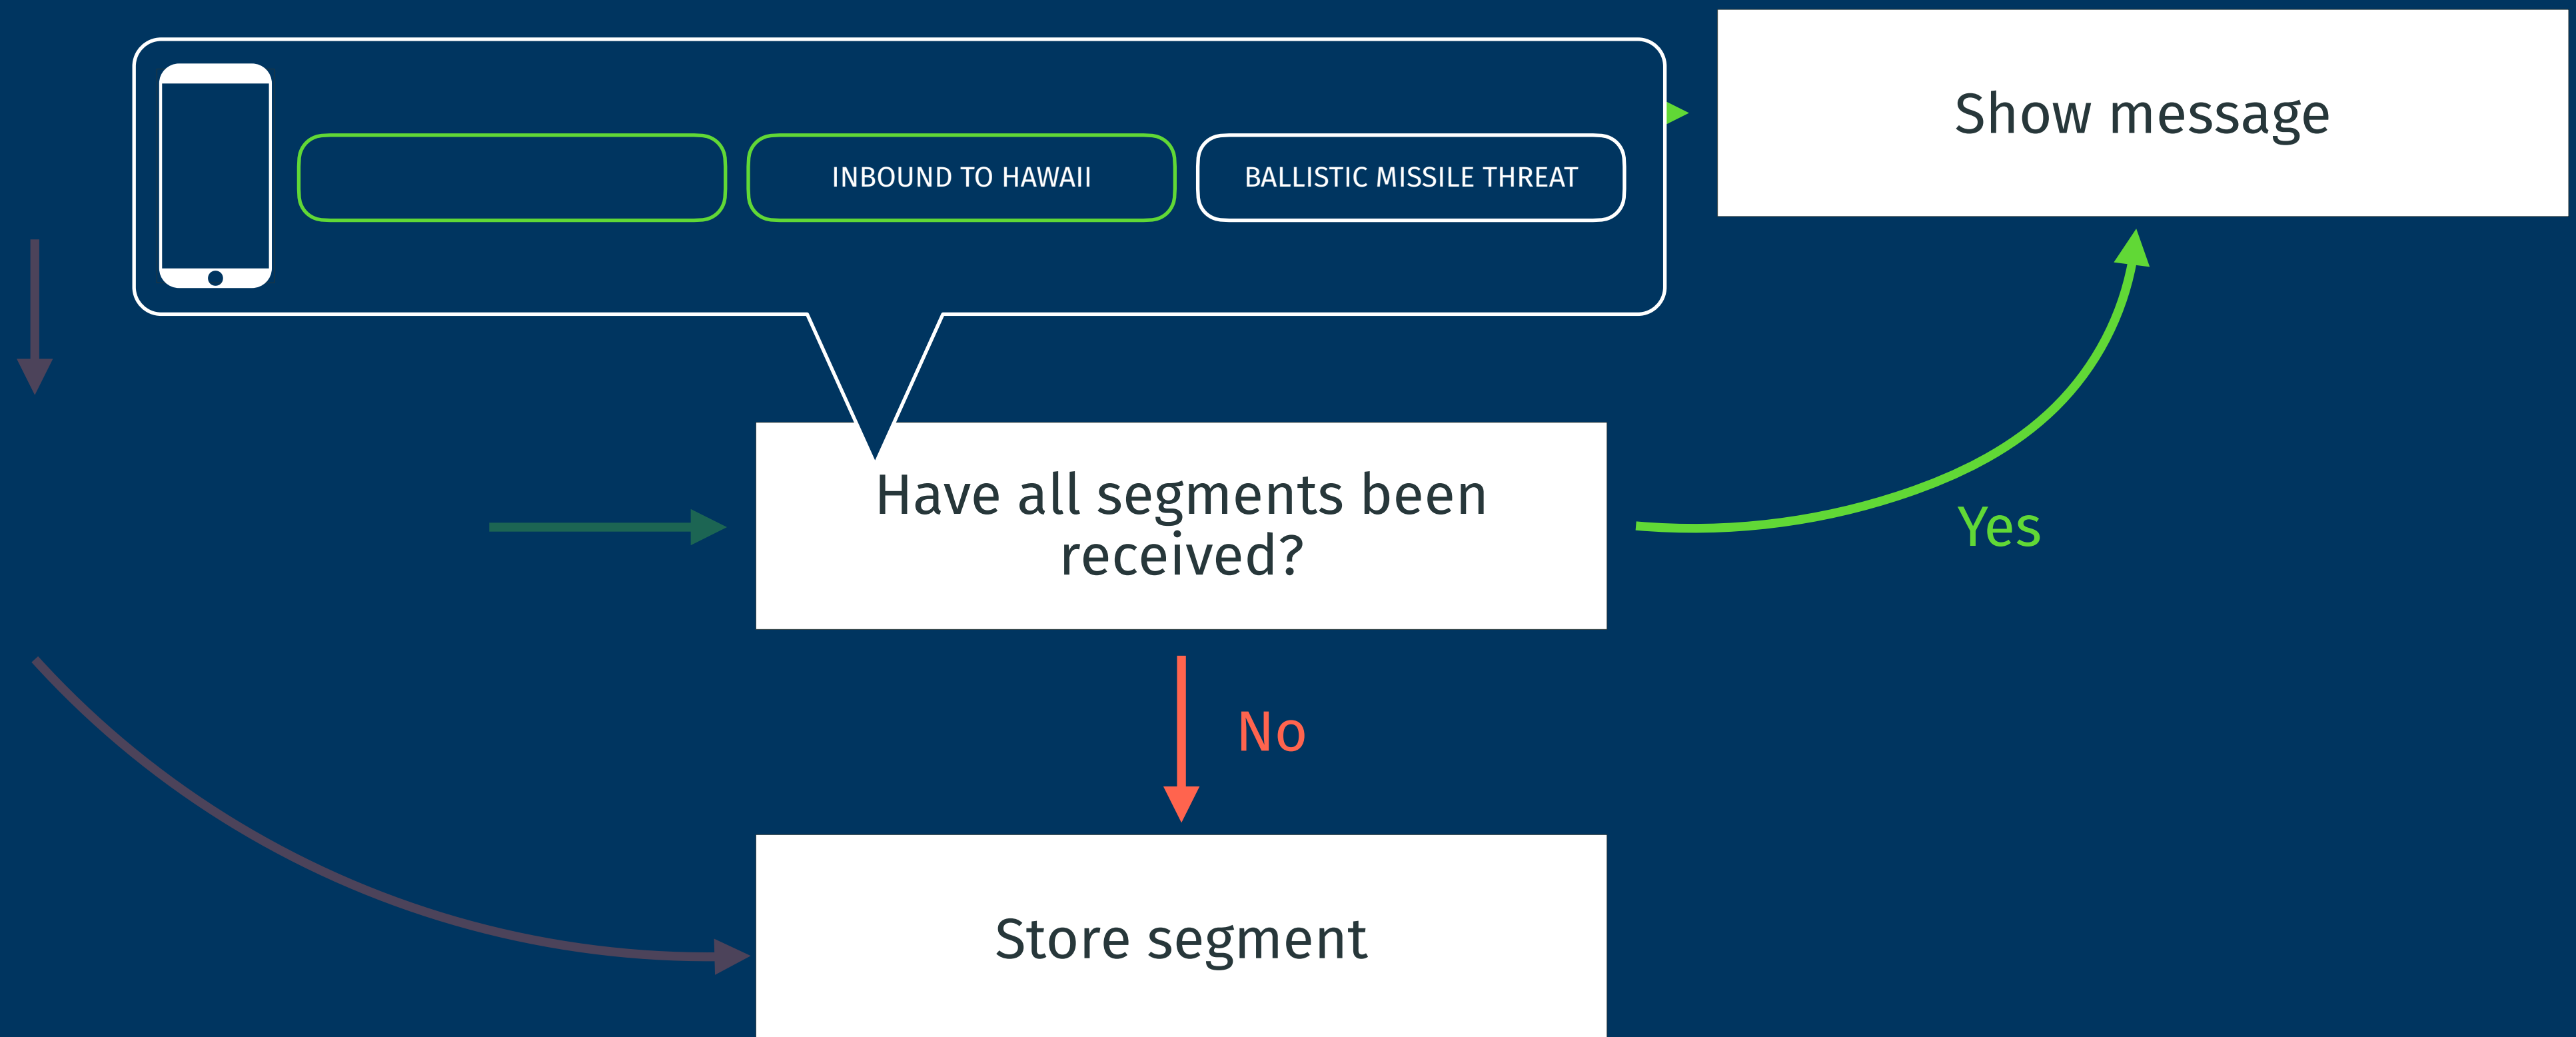 Show message
INBOUND TO HAWAII
BALLISTIC MISSILE THREAT
Have all segments been
received?
Yes
No
Store segment